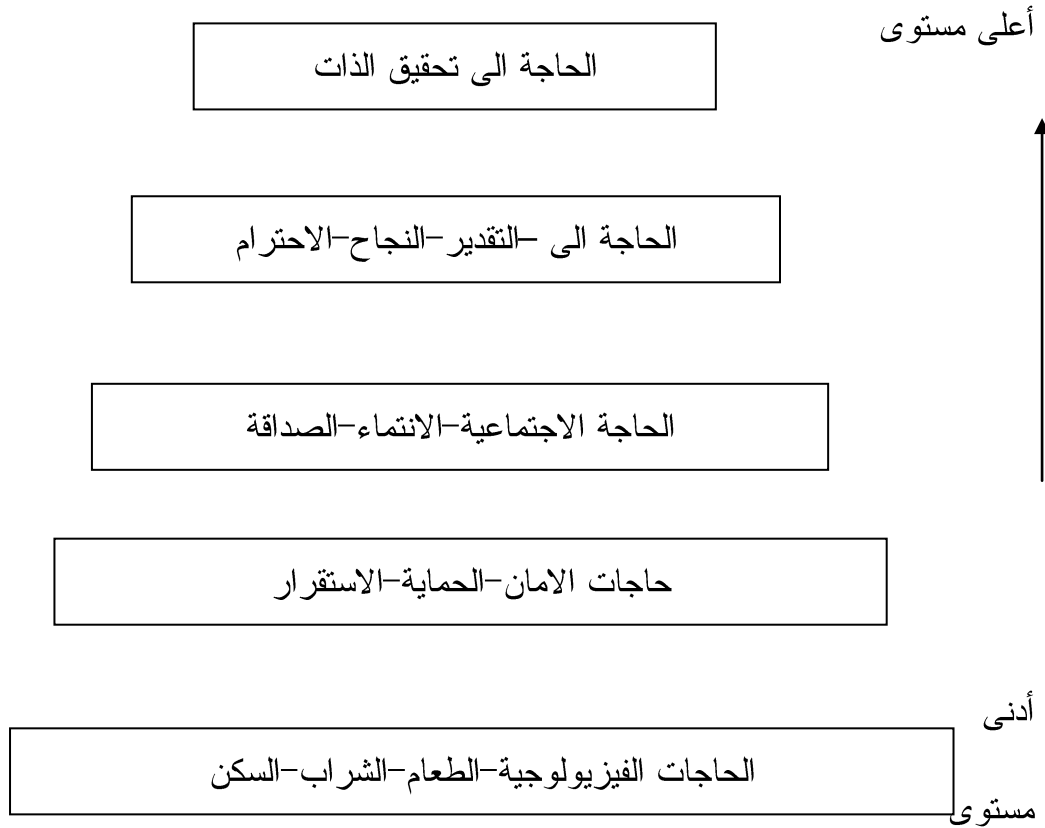 أعلى مستوى
الحاجة الى تحقيق الذات
الحاجة الى –التقدير-النجاح-الاحترام
الحاجة الاجتماعية-الانتماء-الصداقة
حاجات الامان-الحماية-الاستقرار
أدنى
الحاجات الفيزيولوجية-الطعام-الشراب-السكن
مستوى